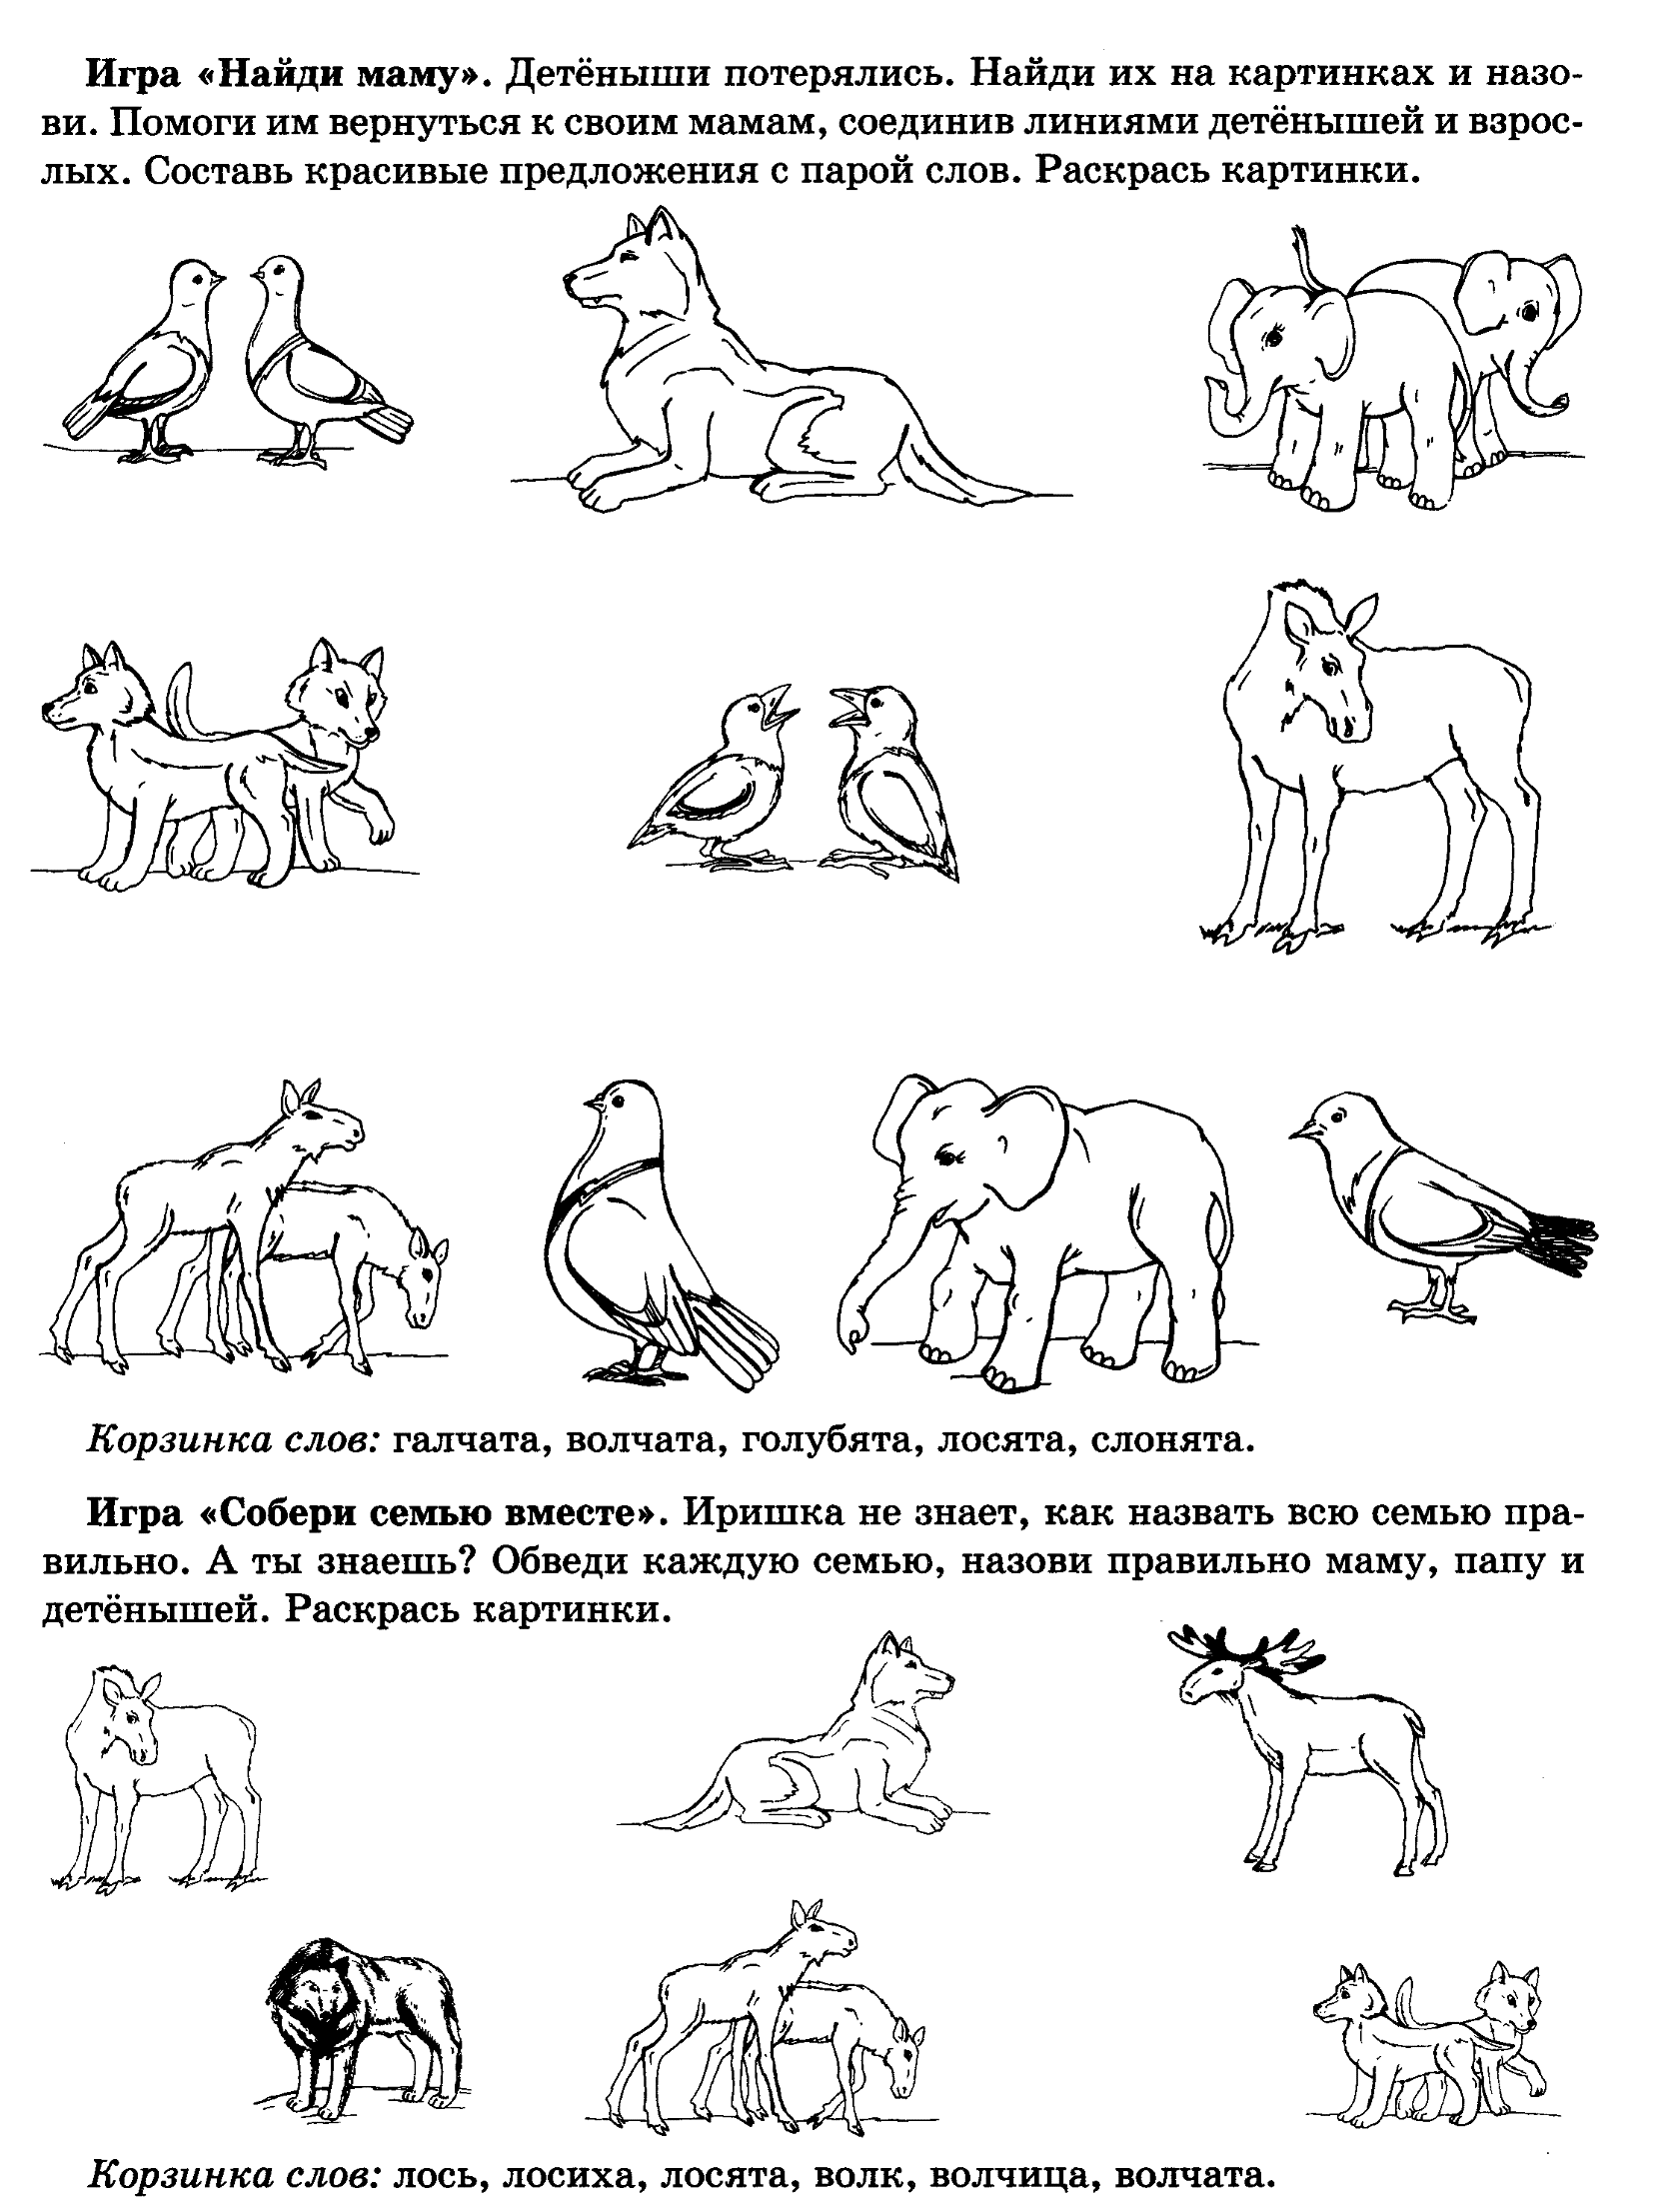 Игра «Найди маму». Детёныши потерялись. Найди их на картинках и назо-
ви. Помоги им вернуться к своим мамам, соединив линиями детёнышей и взрос-
лых. Составь красивые предложения с парой слов. Раскрась картинки.
Корзинка слов: галчата, волчата, голубята, лосята, слонята.
Игра «Собери семью вместе». Иришка не знает, как назвать всю семью пра-
вильно. А ты знаешь? Обведи каждую семью, назови правильно маму, папу и
детёнышей. Раскрась картинки.
Корзинка слов: лось, лосиха, лосята, волк, волчица, волчата.